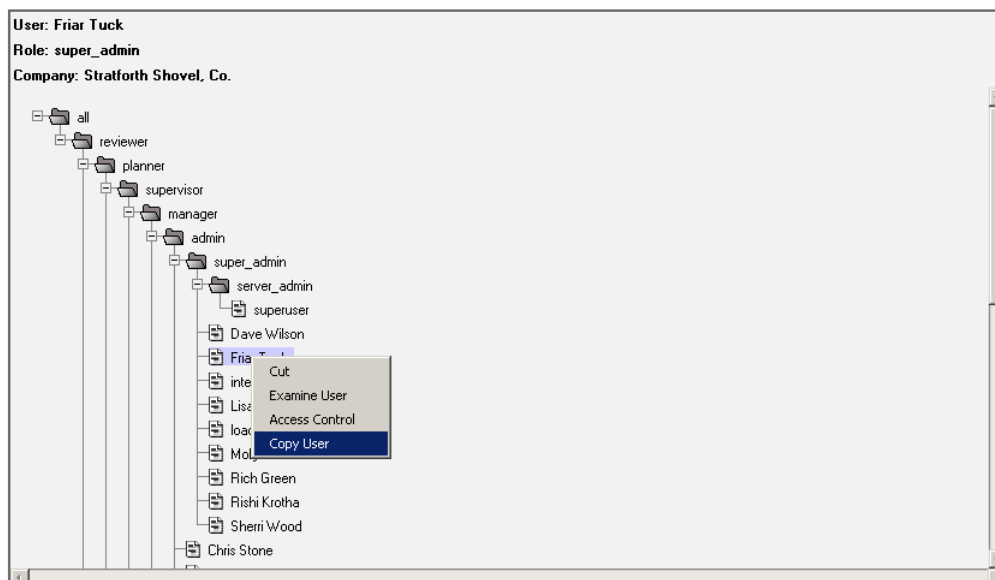 User: Friar Tuck
Role: super_admin
Company: Stratforth Shovel, Co.
all
reviewer
planner
supervisor
manager
admin
super_admin
server_admin
superuser
Dave Wilson
Cut
Examine User
Access Control
Copy User
Rich Green
Rishi Krotha
Sherri Wood
Chris Stone